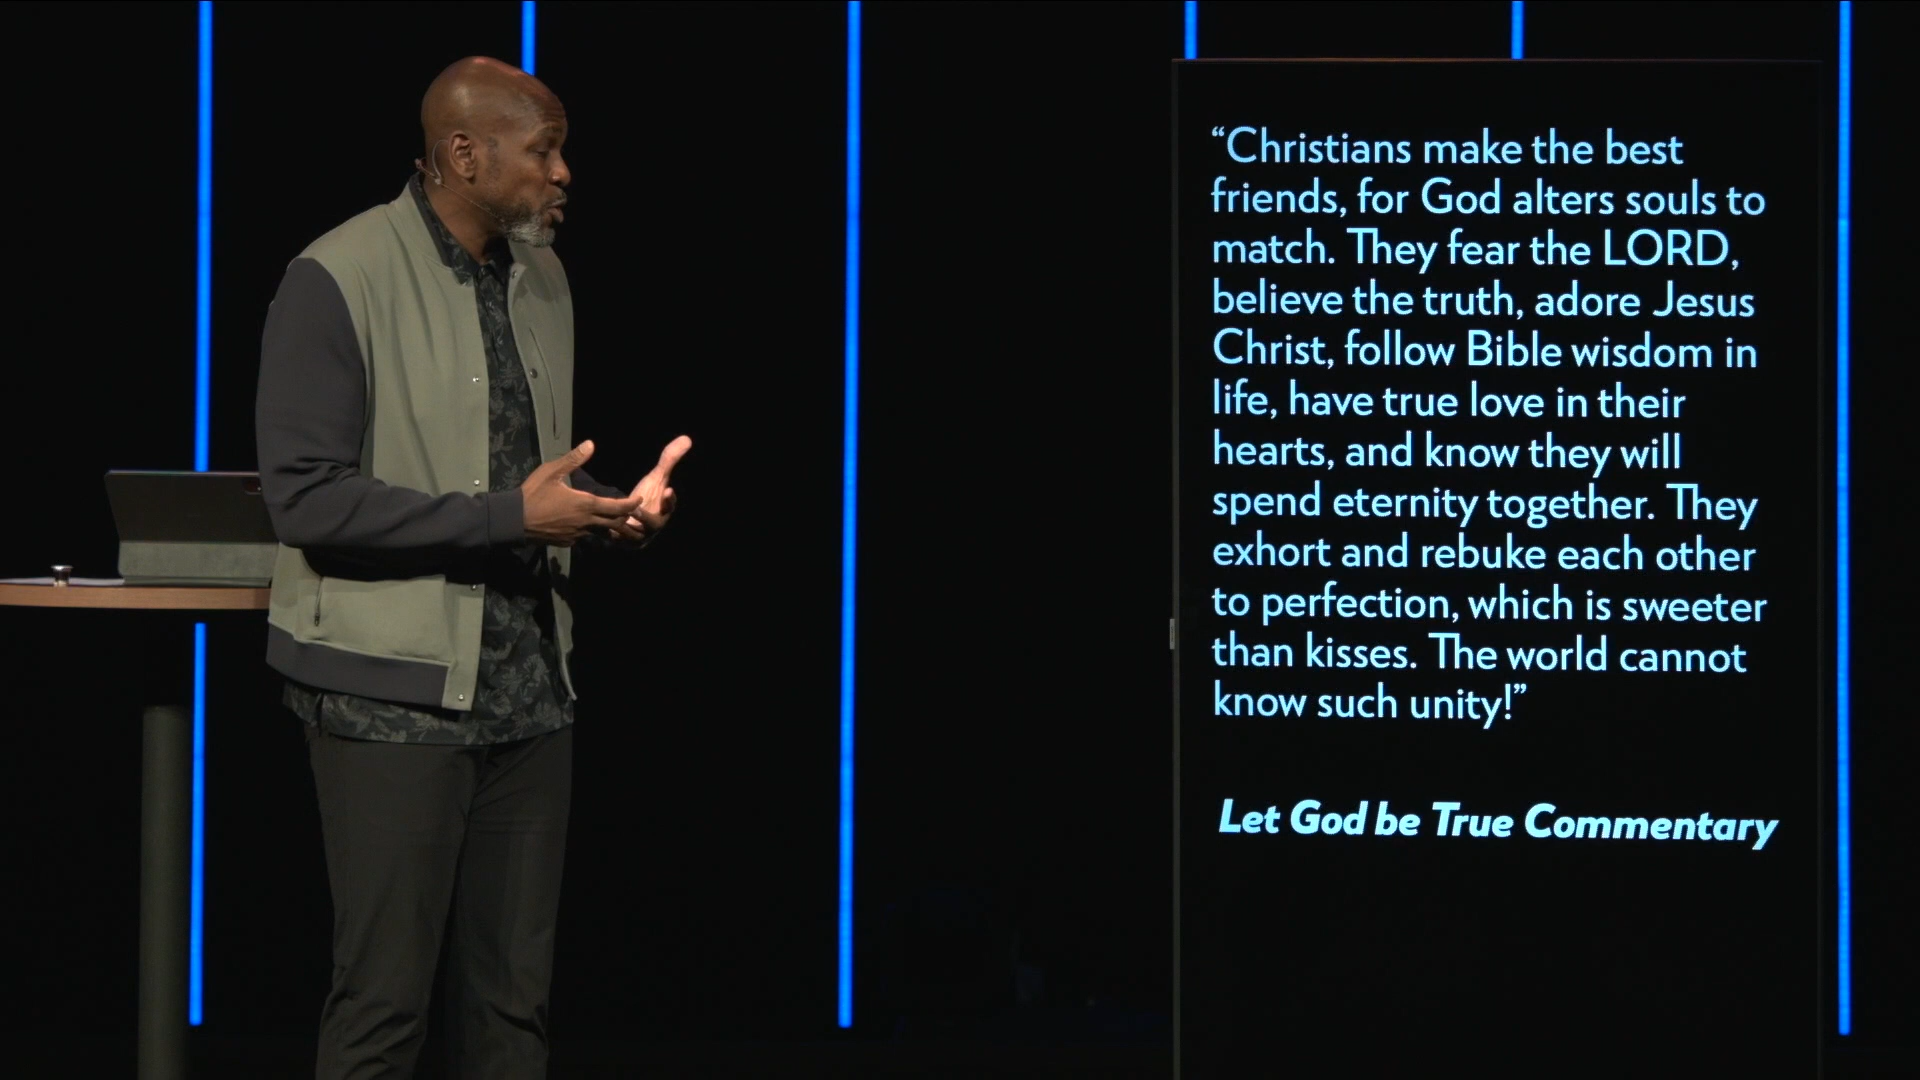 “Christians make the best
friends, for God alters souls to
match. They fear the LORD,
believe the truth, adore Jesus
Christ, follow Bible wisdom in
life, have true love in their
hearts, and know they will
spend eternity together. They
exhort and rebuke each other
to perfection, which is sweeter
than kisses. The world cannot
know such unity!”
Let God be True Commentary